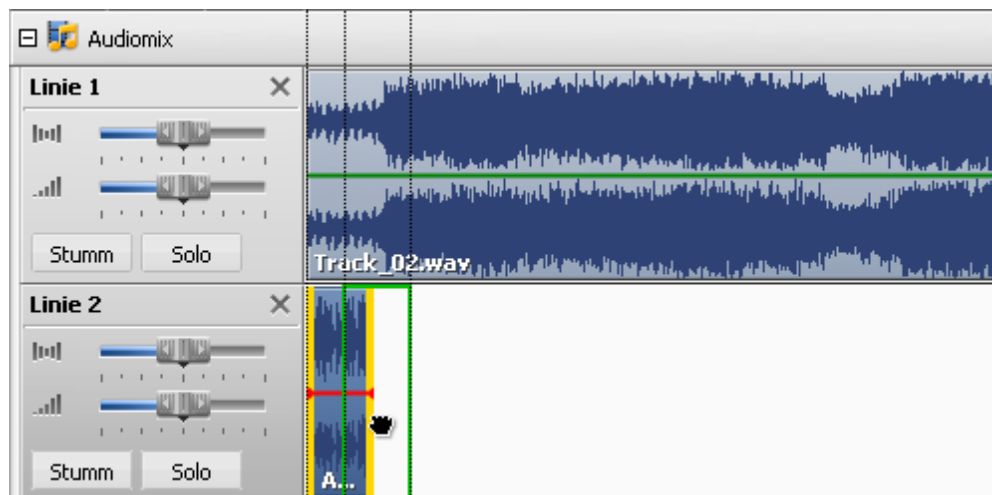 Audiomix
Linie 1
Stumm Solo
Track_02.wav
Linie 2
Stumm Solo
A...